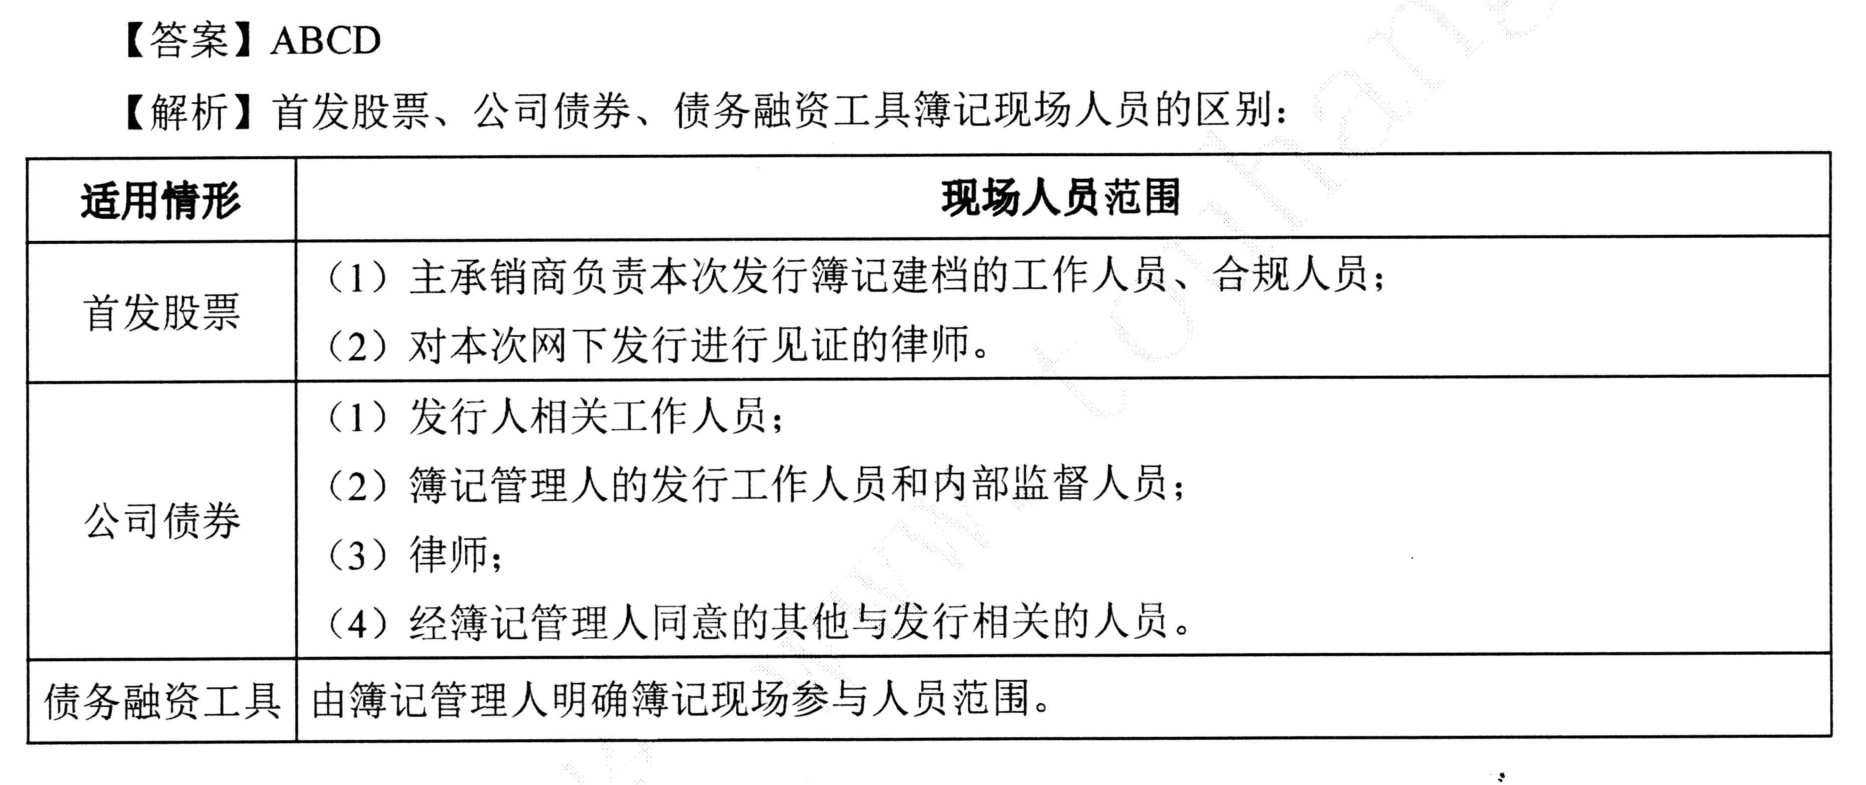 【答案】ABCD
【解析】首发股票、公司债券、债务融资工具簿记现场人员的区别：
适用情形
现场人员范围
首发股票
（1）主承销商负责本次发行簿记建档的工作人员、合规人员；
（2）对本次网下发行进行见证的律师。
公司债券
（1）发行人相关工作人员；
（2）簿记管理人的发行工作人员和内部监督人员；
（3）律师；
（4）经簿记管理人同意的其他与发行相关的人员。
债务融资工具
由簿记管理人明确簿记现场参与人员范围。